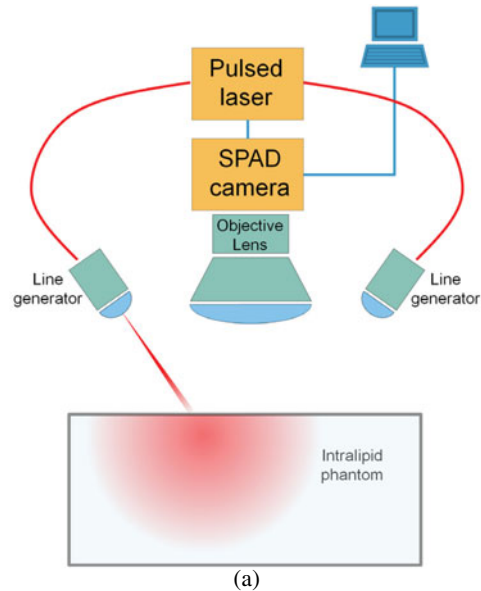 Pulsed
laser
SPAD
camera
Objective
Lens
Line
generator
Line
generator
Intralipid
phantom
(a)